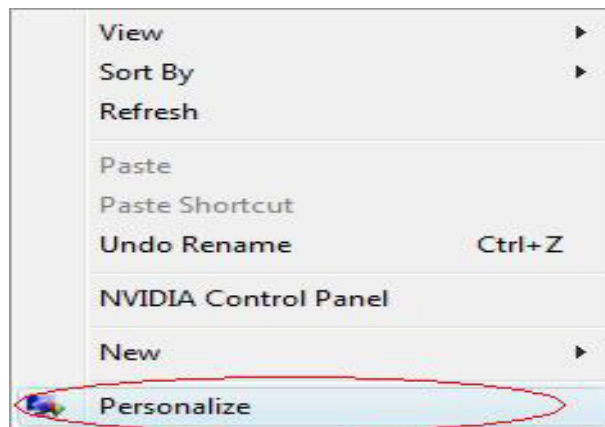 View
Sort By
Refresh
Paste
Paste Shortcut
Undo Rename Ctrl+Z
NVIDIA Control Panel
New
Personalize